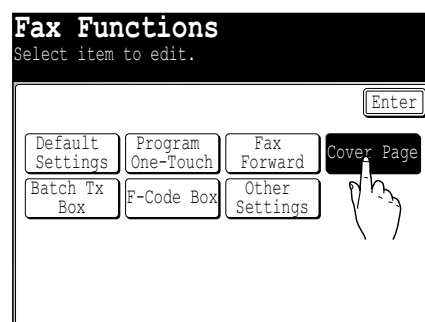 Fax Functions
Select item to edit.
Enter
Default Settings
Program One-Touch
Fax Forward
Cover Page
Batch Tx Box
F-Code Box
Other Settings